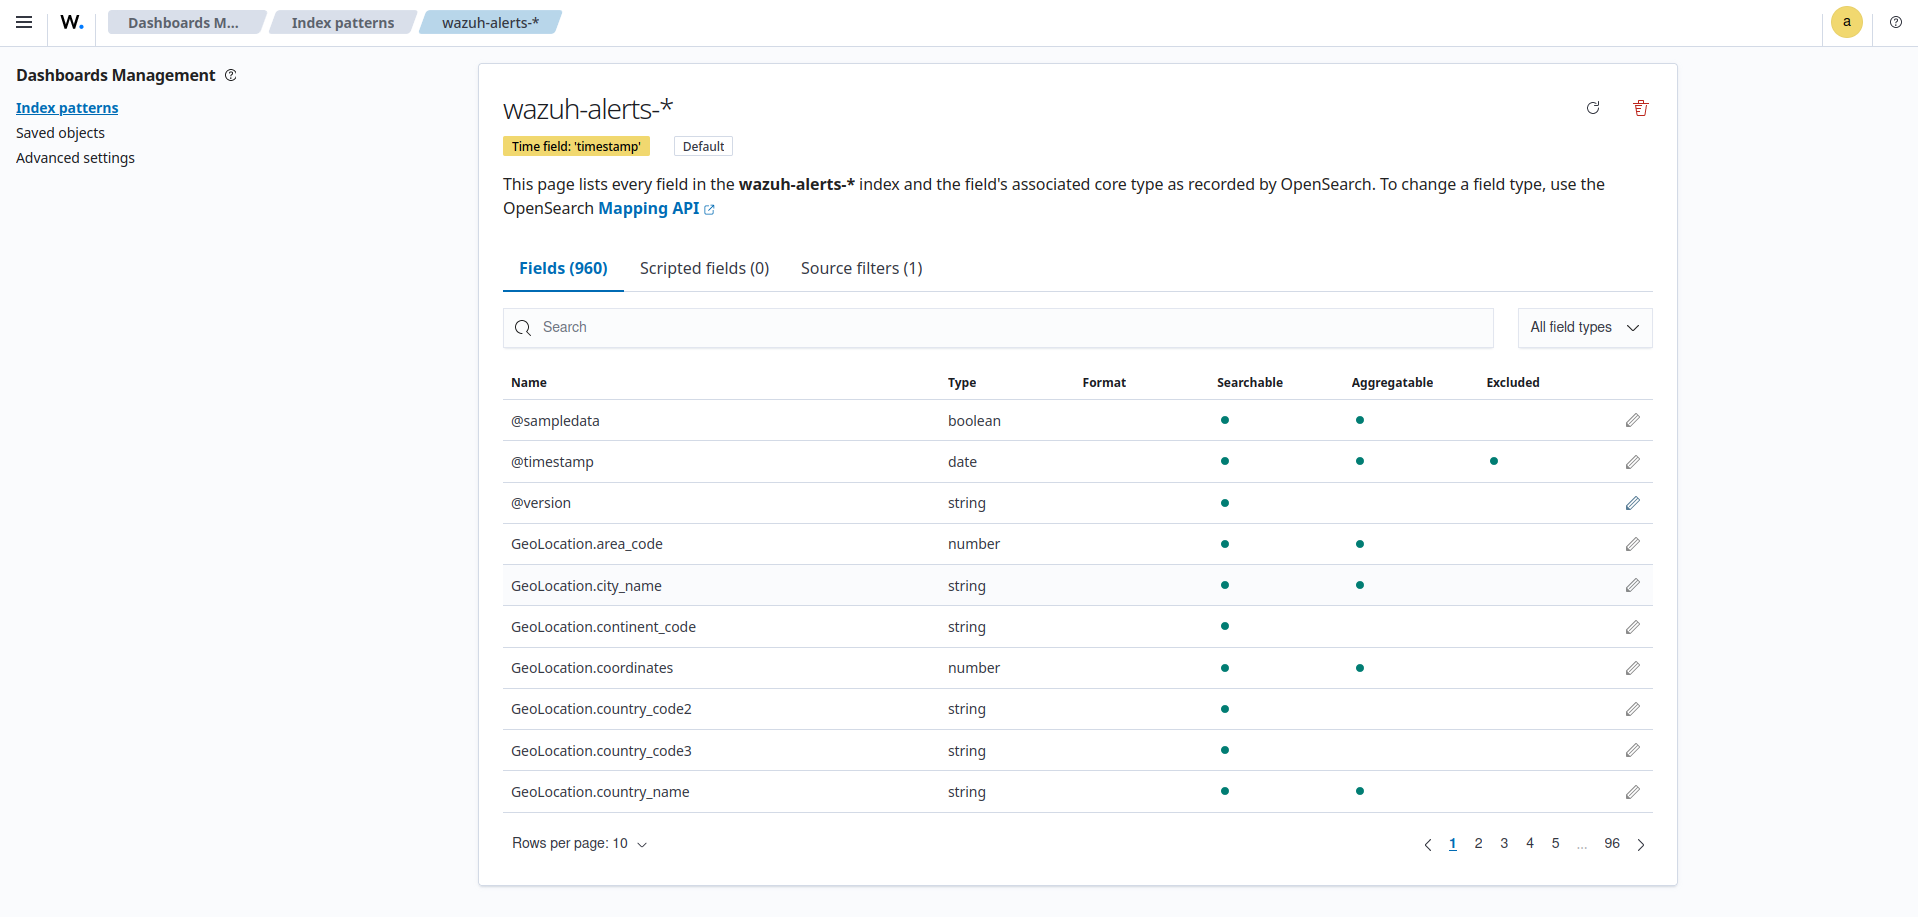 W.
Dashboards M...
Index patterns
wazuh-alerts-*
a
Dashboards Management
Index patterns
Saved objects
Advanced settings
wazuh-alerts-*
Time field: 'timestamp'
Default
This page lists every field in the wazuh-alerts-* index and the field's associated core type as recorded by OpenSearch. To change a field type, use the
OpenSearch Mapping API
Fields (960)
Scripted fields (0)
Source filters (1)
Search
All field types
Name Type Format Searchable Aggregatable Excluded
@sampledata boolean
@timestamp date
@version string
GeoLocation.area_code number
GeoLocation.city_name string
GeoLocation.continent_code string
GeoLocation.coordinates number
GeoLocation.country_code2 string
GeoLocation.country_code3 string
GeoLocation.country_name string
Rows per page: 10
1 2 3 4 5 ... 96